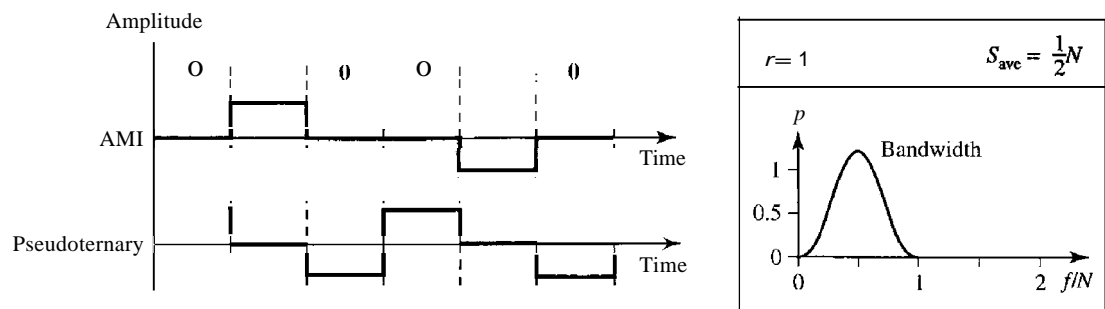 Amplitude
O 0 O 0
AMI
Time
Pseudoternary
Time
r = 1
S_ave = 1/2 N
p
Bandwidth
1
0.5
0
0 1 2 f/N